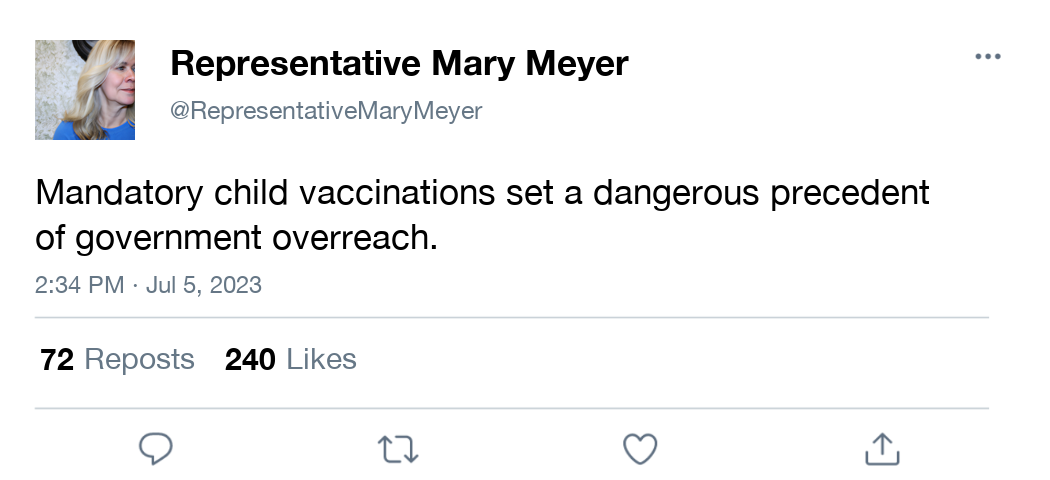 Representative Mary Meyer
@RepresentativeMaryMeyer
Mandatory child vaccinations set a dangerous precedent
of government overreach.
2:34 PM · Jul 5, 2023
72 Reposts 240 Likes